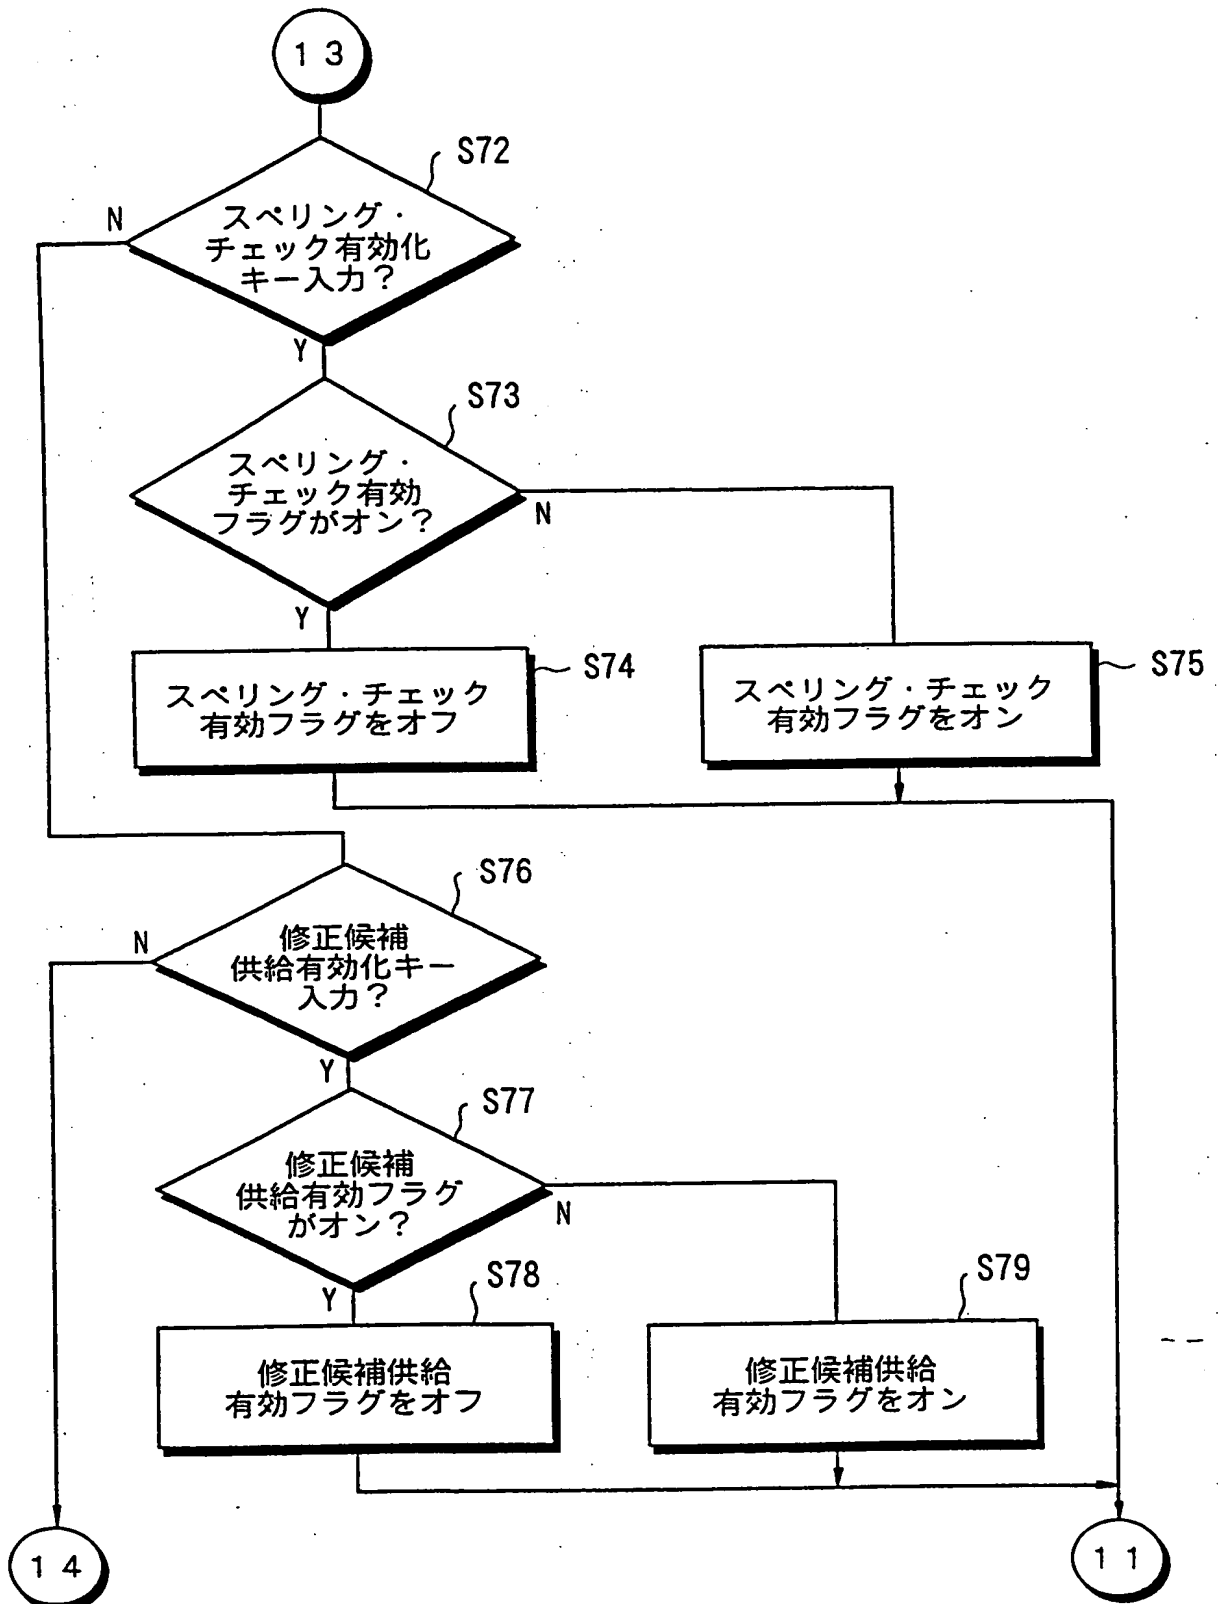 13
S72
N
スペリング・
チェック有効化
キー入力？
Y
S73
スペリング・
チェック有効
フラグがオン？
N
Y
S74
スペリング・チェック
有効フラグをオフ
S75
スペリング・チェック
有効フラグをオン
S76
N
修正候補
供給有効化キー
入力？
Y
S77
修正候補
供給有効フラグ
がオン？
N
Y
S78
修正候補供給
有効フラグをオフ
S79
修正候補供給
有効フラグをオン
14
11